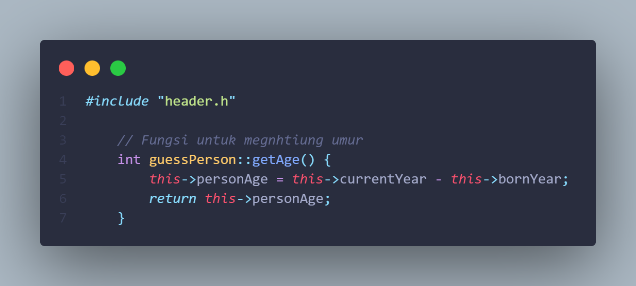 1 #include "header.h"
2
3 // Fungsi untuk megnhtiung umur
4 int guessPerson::getAge() {
5 this->personAge = this->currentYear - this->bornYear;
6 return this->personAge;
7 }